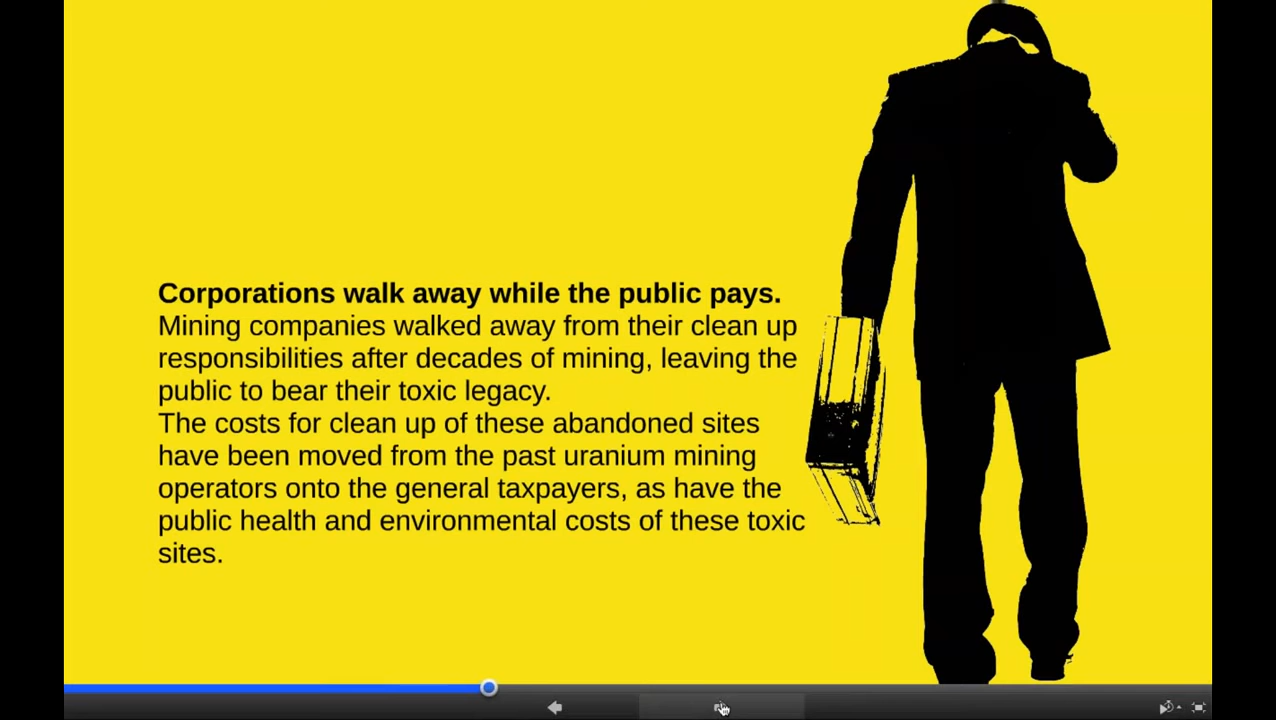 Corporations walk away while the public pays.
Mining companies walked away from their clean up
responsibilities after decades of mining, leaving the
public to bear their toxic legacy.
The costs for clean up of these abandoned sites
have been moved from the past uranium mining
operators onto the general taxpayers, as have the
public health and environmental costs of these toxic
sites.